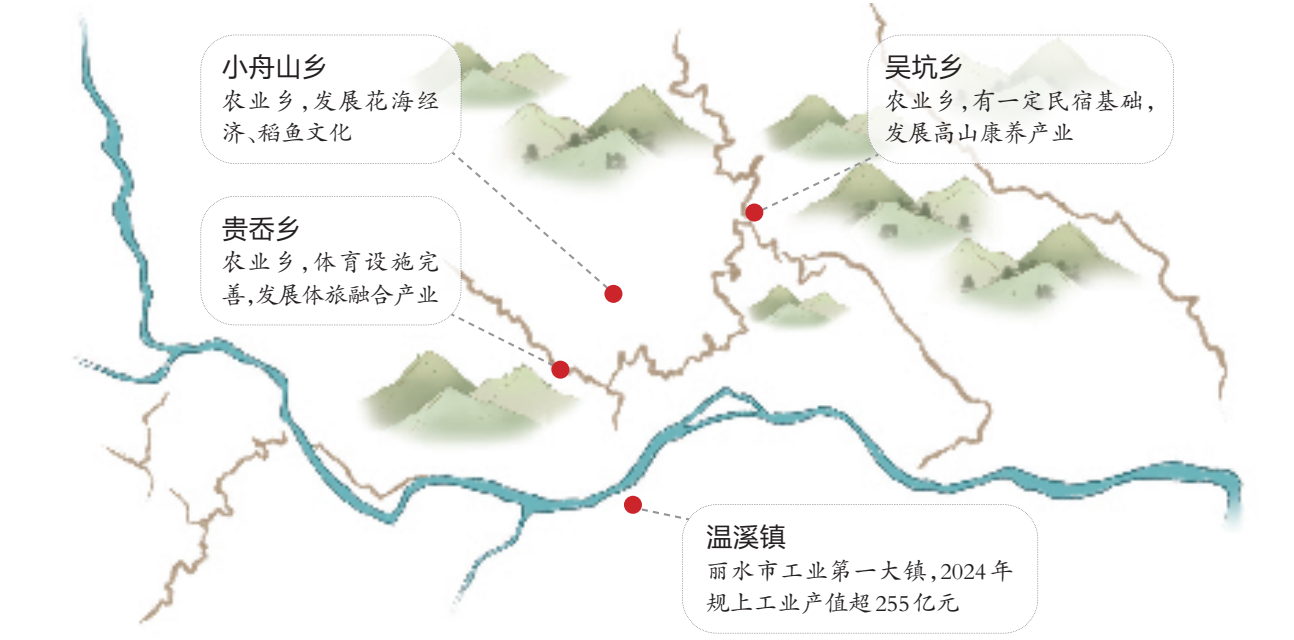 小舟山乡
农业乡,发展花海经
济、稻鱼文化
吴坑乡
农业乡,有一定民宿基础,
发展高山康养产业
贵岙乡
农业乡,体育设施完
善,发展体旅融合产业
温溪镇
丽水市工业第一大镇,2024年
规上工业产值超255亿元